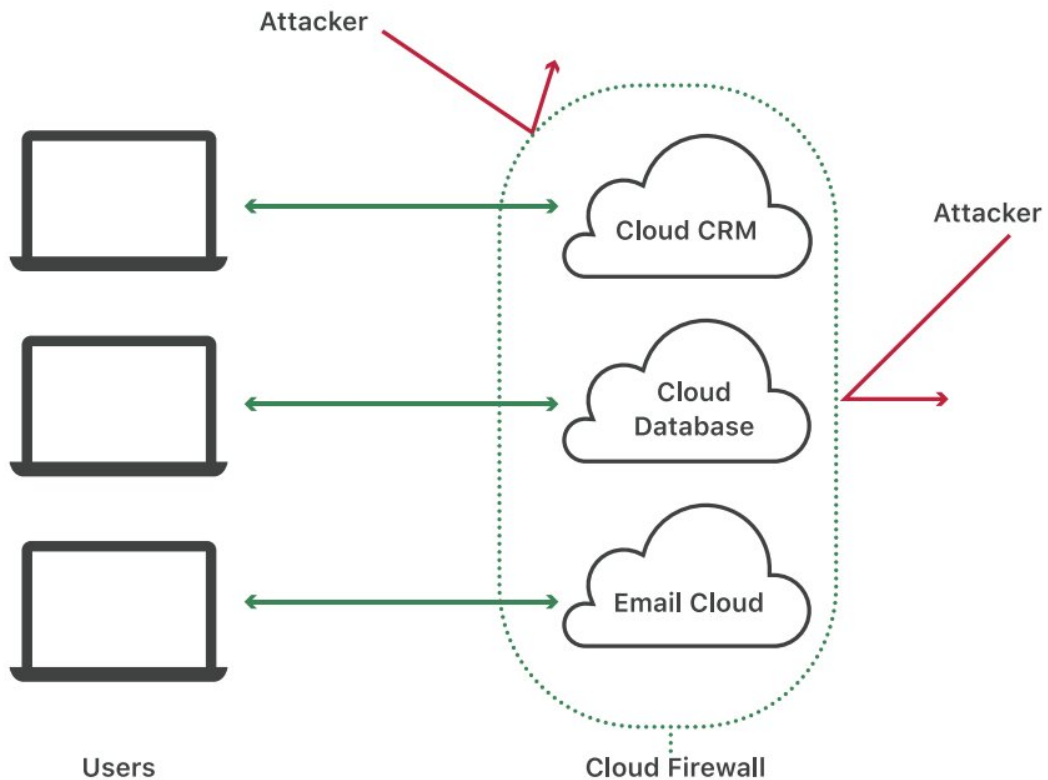 Attacker
Cloud CRM
Attacker
Cloud
Database
Email Cloud
Users
Cloud Firewall